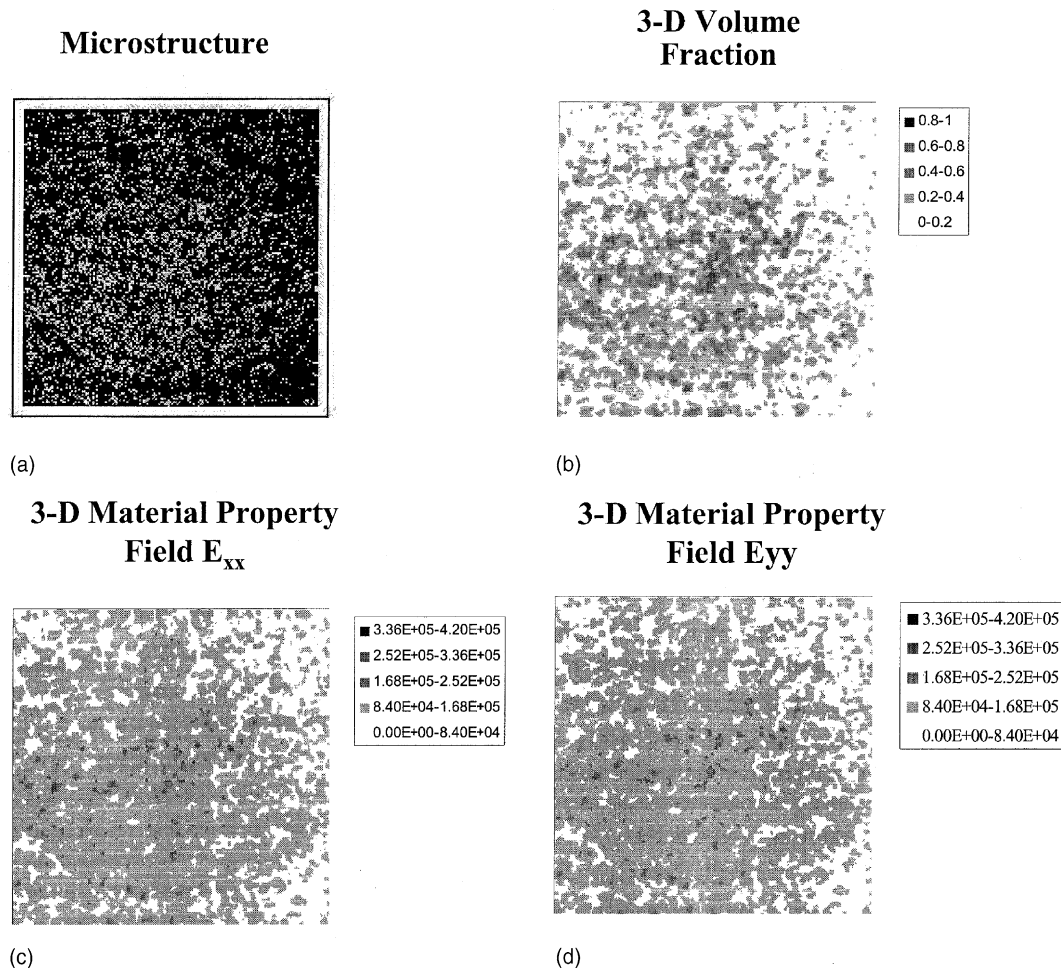 Microstructure
3-D Volume
Fraction
0.8-1
0.6-0.8
0.4-0.6
0.2-0.4
0-0.2
(a)
(b)
3-D Material Property
Field Exx
3-D Material Property
Field Eyy
3.36E+05-4.20E+05
2.52E+05-3.36E+05
1.68E+05-2.52E+05
8.40E+04-1.68E+05
0.00E+00-8.40E+04
3.36E+05-4.20E+05
2.52E+05-3.36E+05
1.68E+05-2.52E+05
8.40E+04-1.68E+05
0.00E+00-8.40E+04
(c)
(d)